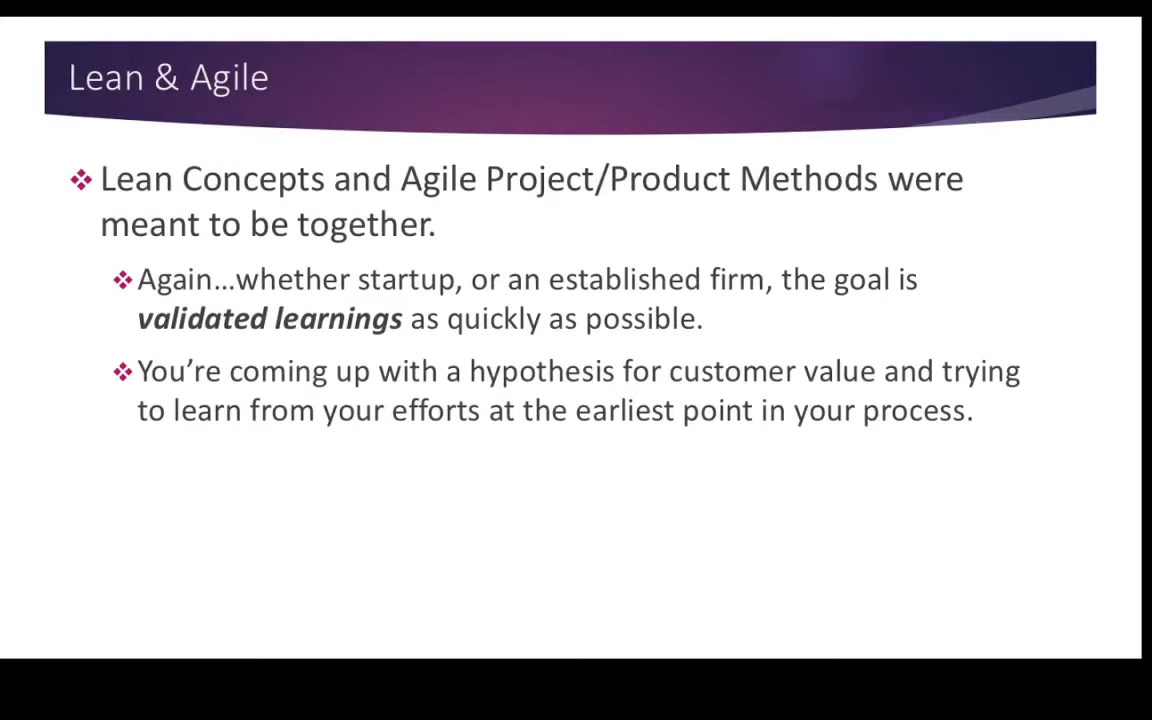 Lean & Agile
Lean Concepts and Agile Project/Product Methods were
meant to be together.
Again...whether startup, or an established firm, the goal is
validated learnings as quickly as possible.
You’re coming up with a hypothesis for customer value and trying
to learn from your efforts at the earliest point in your process.